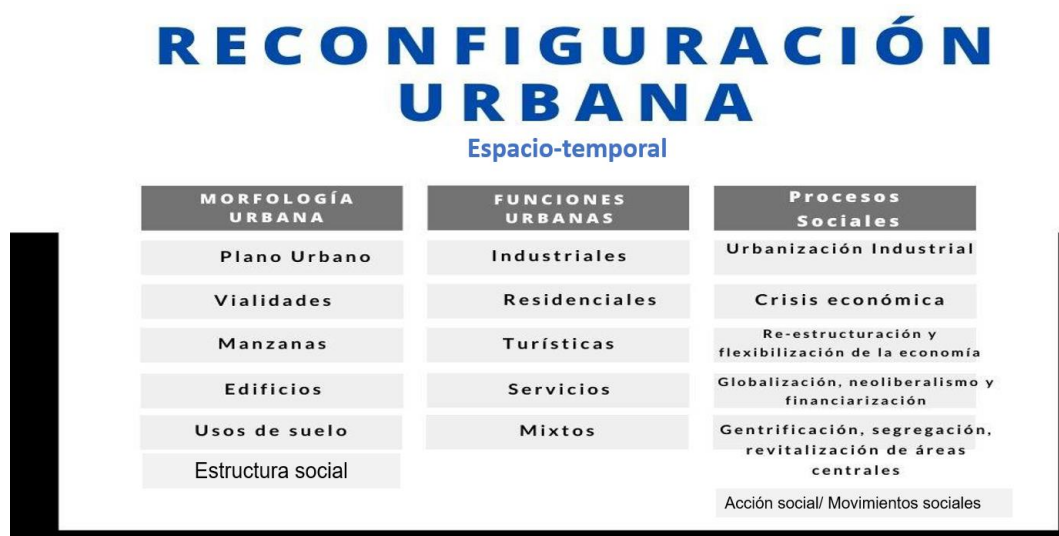 RECONFIGURACIÓN
URBANA
Espacio-temporal
MORFOLOGÍA
URBANA
Plano Urbano
Vialidades
Manzanas
Edificios
Usos de suelo
Estructura social
FUNCIONES
URBANAS
Industriales
Residenciales
Turísticas
Servicios
Mixtos
Procesos
Sociales
Urbanización Industrial
Crisis económica
Re-estructuración y
flexibilización de la economía
Globalización, neoliberalismo y
financiarización
Gentrificación, segregación,
revitalización de áreas
centrales
Acción social/ Movimientos sociales